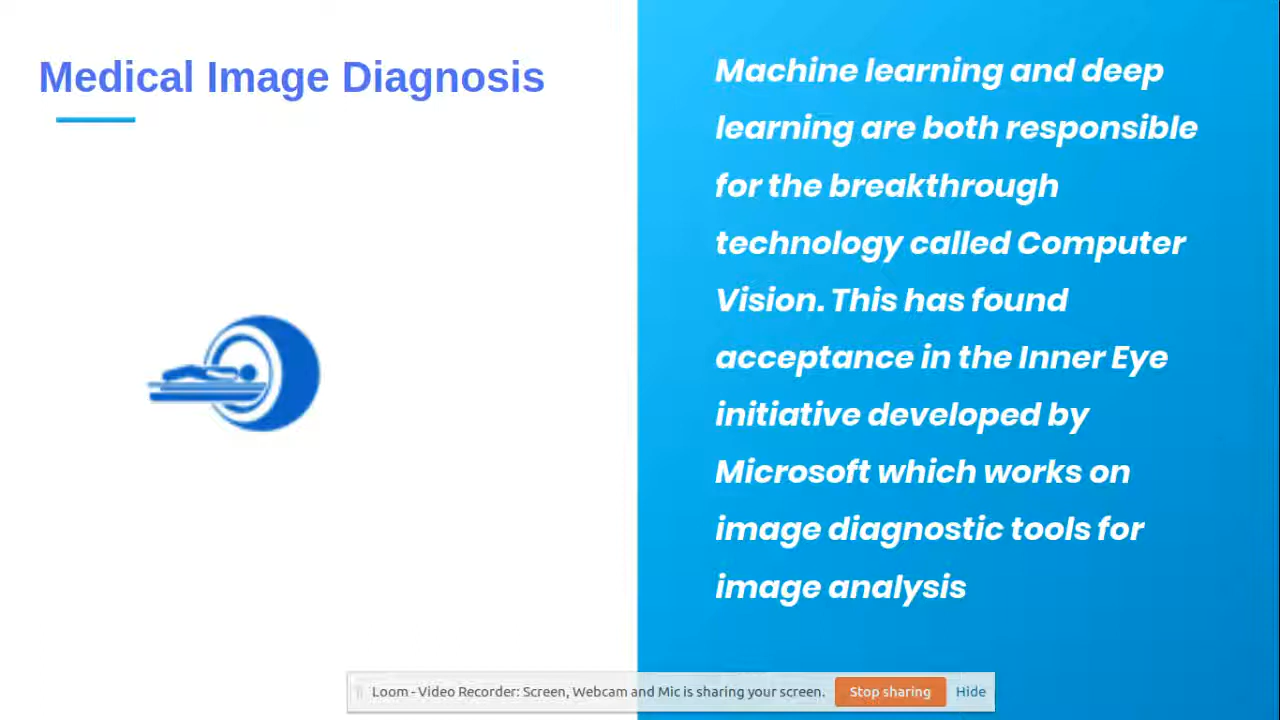 Medical Image Diagnosis
Machine learning and deep
learning are both responsible
for the breakthrough
technology called Computer
Vision. This has found
acceptance in the Inner Eye
initiative developed by
Microsoft which works on
image diagnostic tools for
image analysis
Loom - Video Recorder: Screen, Webcam and Mic is sharing your screen. Stop sharing Hide